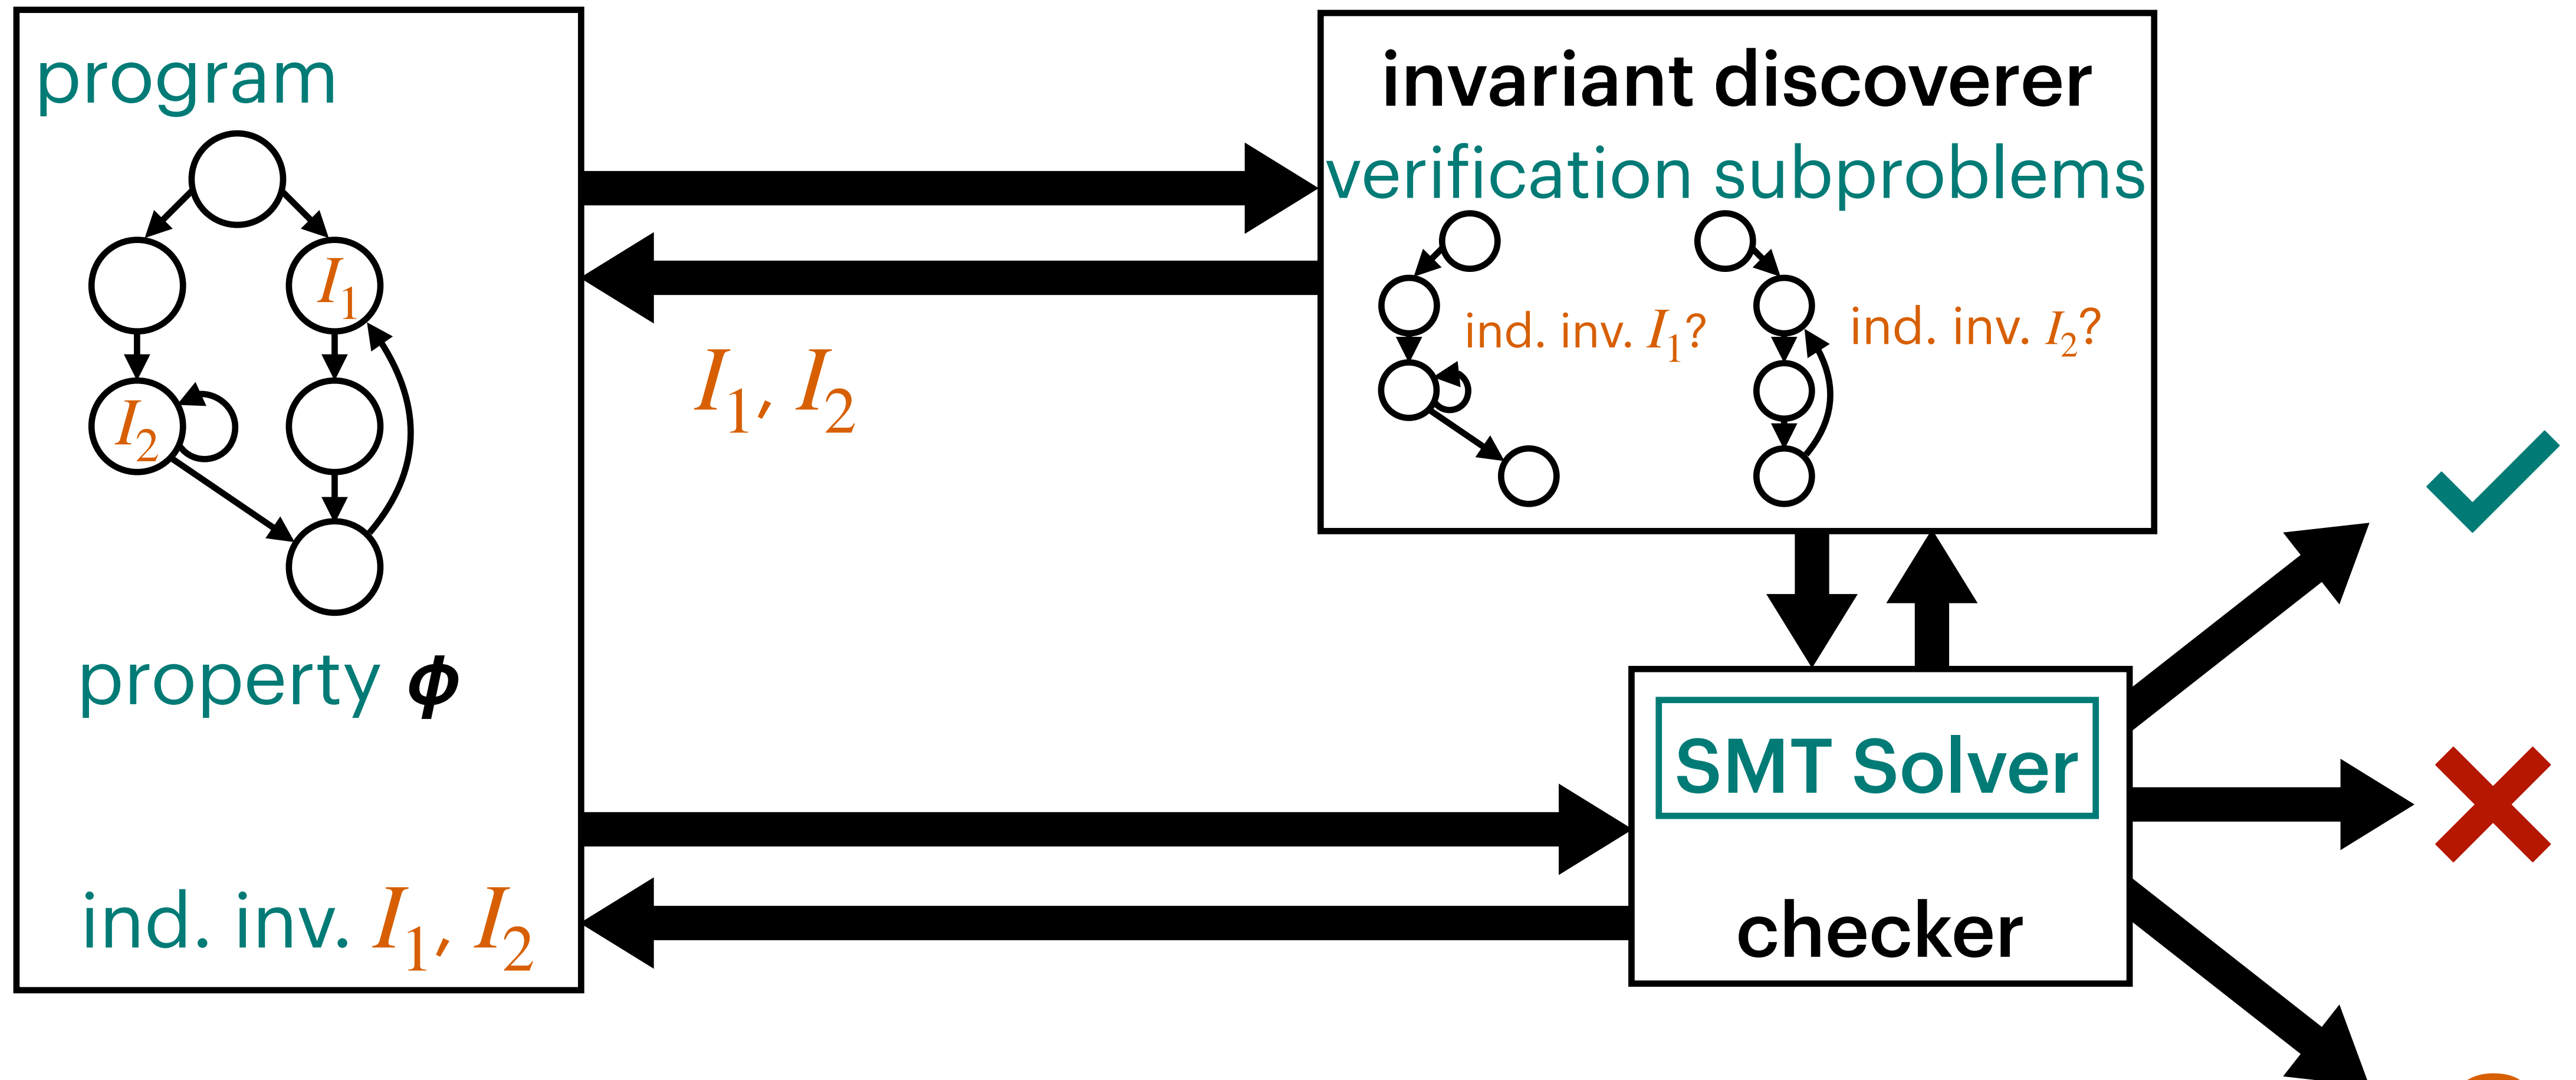 program
I₁
I₂
property ϕ
ind. inv. I₁, I₂
I₁, I₂
invariant discoverer
verification subproblems
ind. inv. I₁?
ind. inv. I₂?
SMT Solver
checker